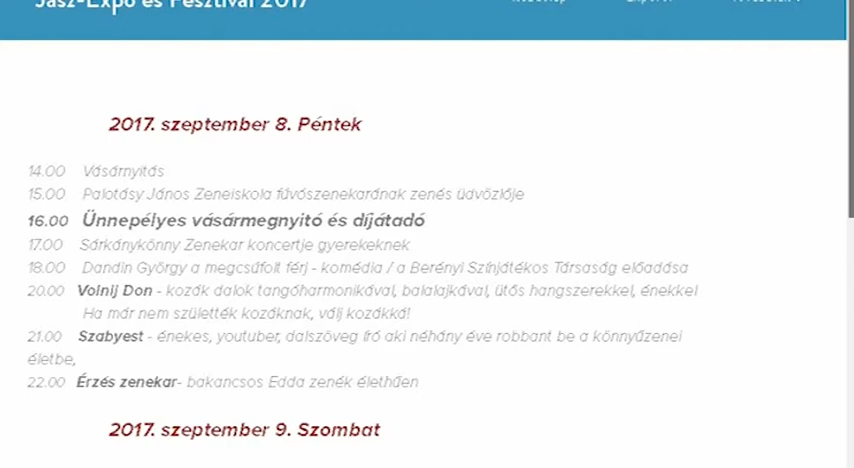 Jász-Expo és Fesztivál 2017
2017. szeptember 8. Péntek
14.00 Vásárnyitás
15.00 Palotásy János Zeneiskola fúvószenekarának zenés üdvözlője
16.00 Ünnepélyes vásármegnyitó és díjátadó
17.00 Sárkánykönny Zenekar koncertje gyerekeknek
18.00 Dandin György a megcsúfolt férj - komédia / a Berényi Színjátékos Társaság előadása
20.00 Volnij Don - kozák dalok tangóharmonikával, balalajkával, ütős hangszerekkel, énekkel
Ha már nem születték kozáknak, válj kozákká!
21.00 Szabyest - énekes, youtuber, dalszöveg író aki néhány éve robbant be a könnyűzenei
életbe,
22.00 Érzés zenekar- bakancsos Edda zenék élethűen
2017. szeptember 9. Szombat